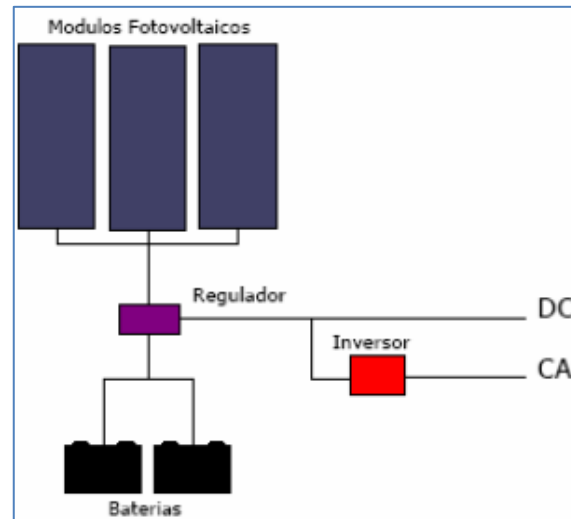 Modulos Fotovoltaicos
Regulador
DC
Inversor
CA
Baterias